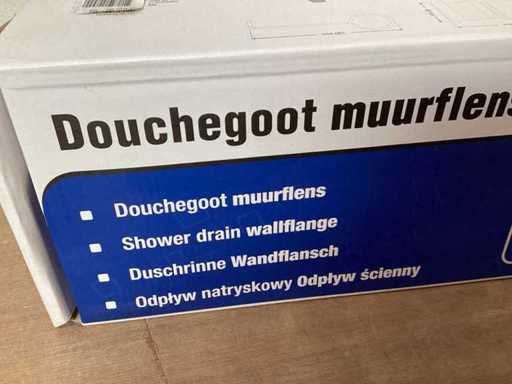 Douchegoot muurflens
Douchegoot muurflens
Shower drain wallflange
Duschrinne Wandflansch
Odpływ natryskowy Odpływ ścienny